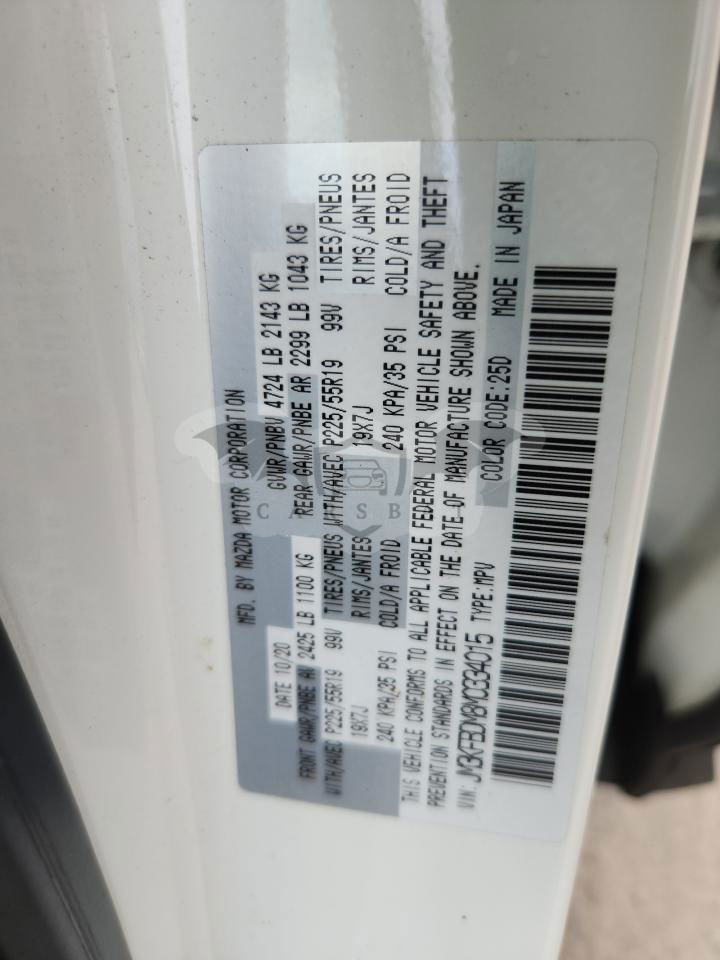 MFD. BY MAZDA MOTOR CORPORATION
DATE 10/20 GVWR/PNBV 4724 LB 2143 KG
FRONT GAWR/PNBE AV 2425 LB 1100 KG REAR GAWR/PNBE AR 2299 LB 1043 KG
WITH/AVEC P225/55R19 99V TIRES/PNEUS WITH/AVEC P225/55R19 99V TIRES/PNEUS
19X7J RIMS/JANTES 19X7J RIMS/JANTES
240 KPA/35 PSI COLD/A FROID 240 KPA/35 PSI COLD/A FROID
THIS VEHICLE CONFORMS TO ALL APPLICABLE FEDERAL MOTOR VEHICLE SAFETY AND THEFT
PREVENTION STANDARDS IN EFFECT ON THE DATE OF MANUFACTURE SHOWN ABOVE.
VIN: JM3KFBDM8M0334015 TYPE:MPV COLOR CODE:25D MADE IN JAPAN